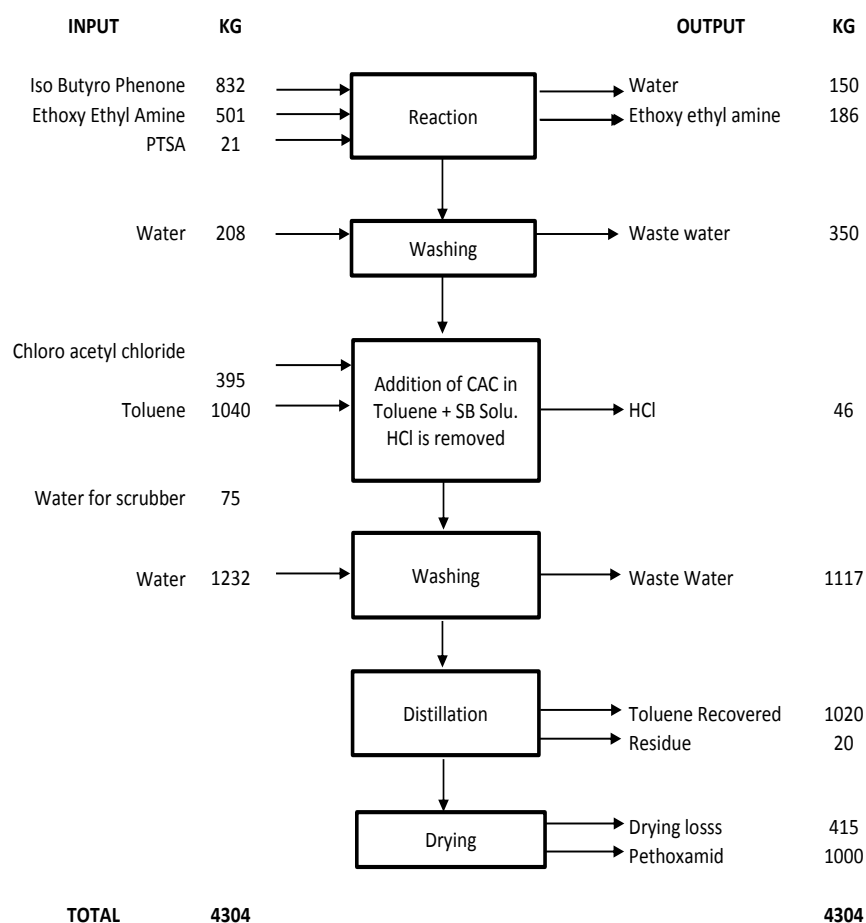 INPUT KG OUTPUT KG
Iso Butyro Phenone 832 Water 150
Ethoxy Ethyl Amine 501 Reaction Ethoxy ethyl amine 186
PTSA 21
Water 208 Washing Waste water 350
Chloro acetyl chloride
395 Addition of CAC in
Toluene 1040 Toluene + SB Solu. HCl 46
HCl is removed
Water for scrubber 75
Water 1232 Washing Waste Water 1117
Distillation Toluene Recovered 1020
Residue 20
Drying Drying losss 415
Pethoxamid 1000
TOTAL 4304 4304